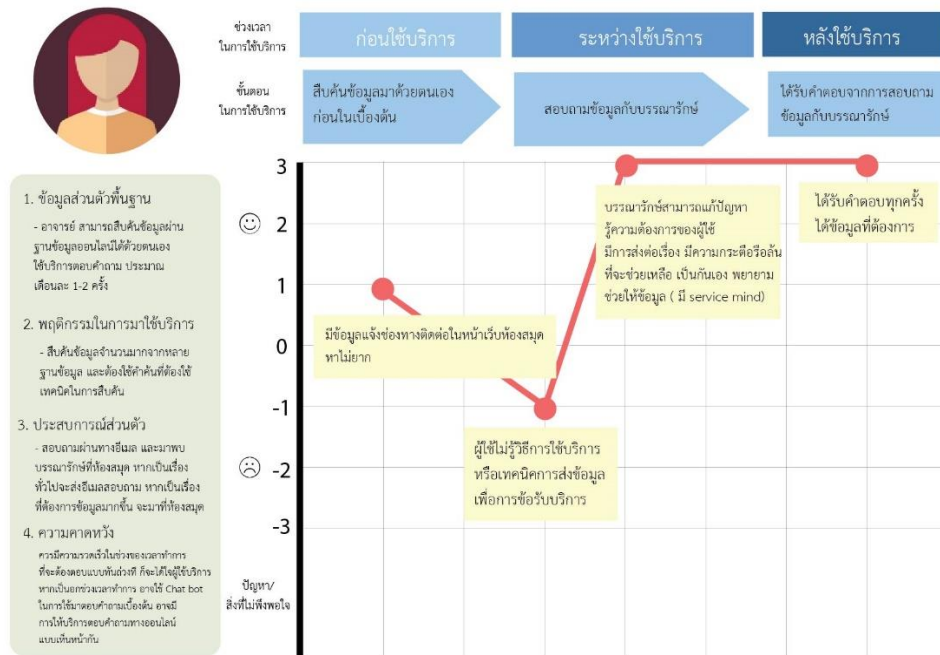 ช่วงเวลา
ในการใช้บริการ
ก่อนใช้บริการ
ระหว่างใช้บริการ
หลังใช้บริการ
ขั้นตอน
ในการใช้บริการ
สืบค้นข้อมูลมาด้วยตนเอง
ก่อนในเบื้องต้น
สอบถามข้อมูลกับบรรณารักษ์
ได้รับคำตอบจากการสอบถาม
ข้อมูลกับบรรณารักษ์
1. ข้อมูลส่วนตัวพื้นฐาน
- อาจารย์ สามารถสืบค้นข้อมูลผ่าน
ฐานข้อมูลออนไลน์ได้ด้วยตนเอง
ใช้บริการตอบคำถาม ประมาณ
เดือนละ 1-2 ครั้ง
2. พฤติกรรมในการมาใช้บริการ
- สืบค้นข้อมูลจำนวนมากจากหลาย
ฐานข้อมูล และต้องใช้คำค้นที่ต้องใช้
เทคนิคในการสืบค้น
3. ประสบการณ์ส่วนตัว
- สอบถามผ่านทางอีเมล และมาพบ
บรรณารักษ์ที่ห้องสมุด หากเป็นเรื่อง
ทั่วไปจะส่งอีเมลสอบถาม หากเป็นเรื่อง
ที่ต้องการข้อมูลมากขึ้น จะมาที่ห้องสมุด
4. ความคาดหวัง
ควรมีความรวดเร็วในช่วงของเวลาทำการ
ที่จะต้องตอบแบบทันถ่วงที ก็จะได้ใจผู้ใช้บริการ
หากเป็นนอกช่วงเวลาทำการ อาจใช้ Chat bot
ในการใช้มาตอบคำถามเบื้องต้น อาจมี
การให้บริการตอบคำถามทางออนไลน์
แบบเห็นหน้ากัน
3
2
1
0
-1
-2
-3
ปัญหา/
สิ่งที่ไม่พึงพอใจ
มีข้อมูลแจ้งช่องทางติดต่อในหน้าเว็บห้องสมุด
หาไม่ยาก
ผู้ใช้ไม่รู้วิธีการใช้บริการ
หรือเทคนิคการส่งข้อมูล
เพื่อการข้อรับบริการ
บรรณารักษ์สามารถแก้ปัญหา
รู้ความต้องการของผู้ใช้
มีการส่งต่อเรื่อง มีความกระตือรือล้น
ที่จะช่วยเหลือ เป็นกันเอง พยายาม
ช่วยให้ข้อมูล ( มี service mind)
ได้รับคำตอบทุกครั้ง
ได้ข้อมูลที่ต้องการ